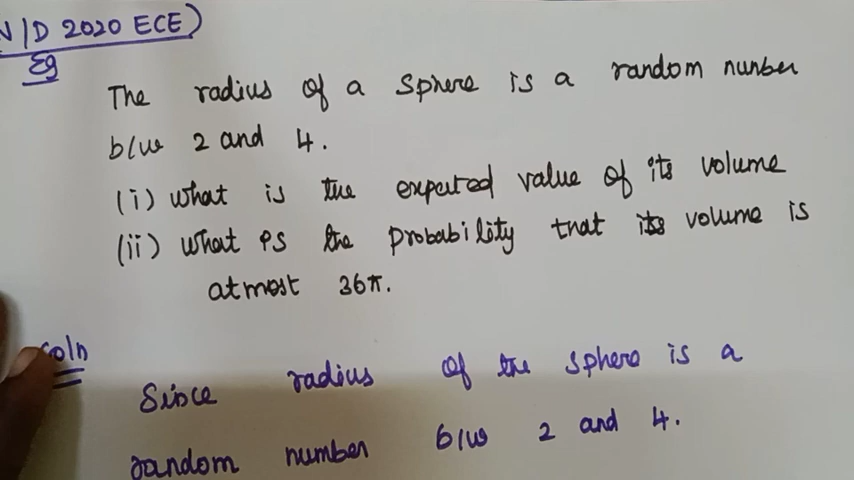 N/D 2020 ECE)
Eg
The radius of a sphere is a random number
b/w 2 and 4.
(i) what is the expected value of its volume
(ii) what is the probability that its volume is
atmost 36π.
Soln
Since radius of the sphere is a
random number b/w 2 and 4.